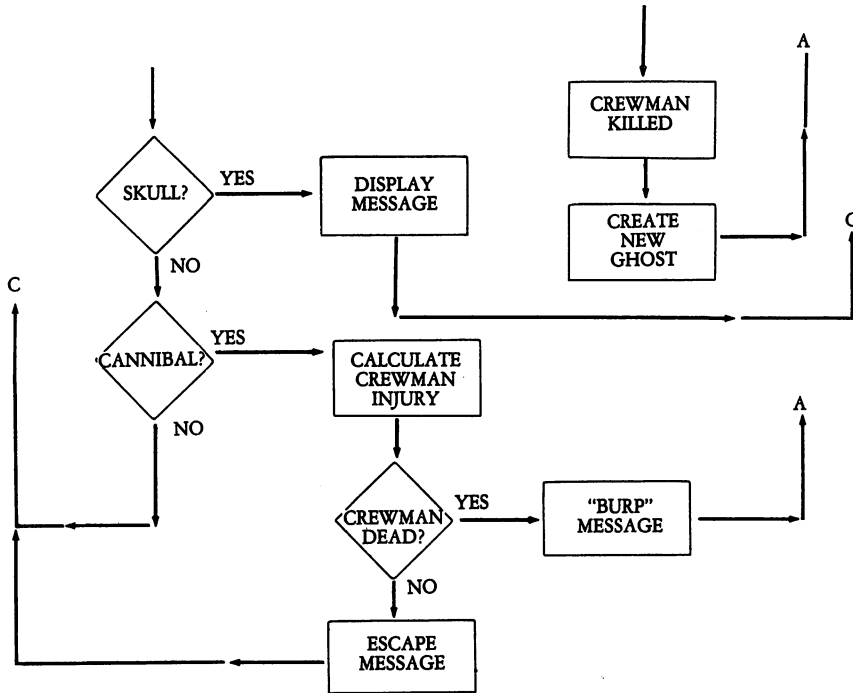 A
CREWMAN
KILLED
SKULL?
YES
DISPLAY
MESSAGE
CREATE
NEW
GHOST
C
NO
C
CANNIBAL?
YES
CALCULATE
CREWMAN
INJURY
NO
A
CREWMAN
DEAD?
YES
"BURP"
MESSAGE
NO
ESCAPE
MESSAGE